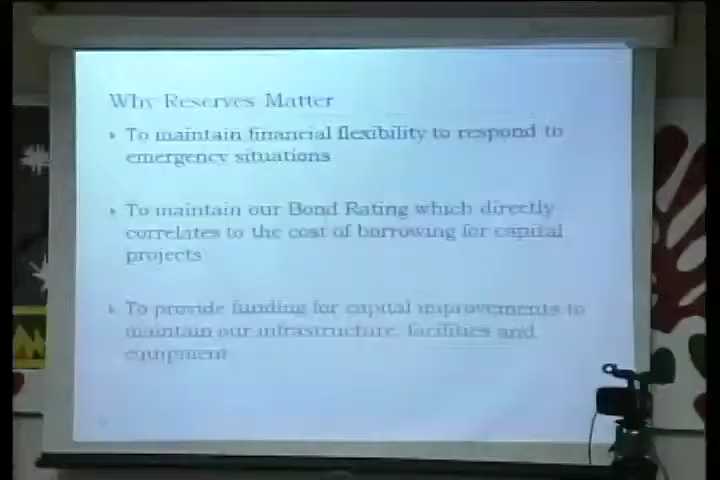 Why Reserves Matter
To maintain financial flexibility to respond to
emergency situations
To maintain our Bond Rating which directly
correlates to the cost of borrowing for capital
projects
To provide funding for capital improvements to
maintain our infrastructure, facilities and
equipment